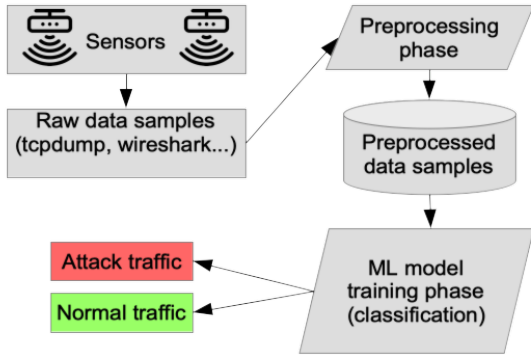 Sensors
Raw data samples
(tcpdump, wireshark...)
Preprocessing
phase
Preprocessed
data samples
ML model
training phase
(classification)
Attack traffic
Normal traffic